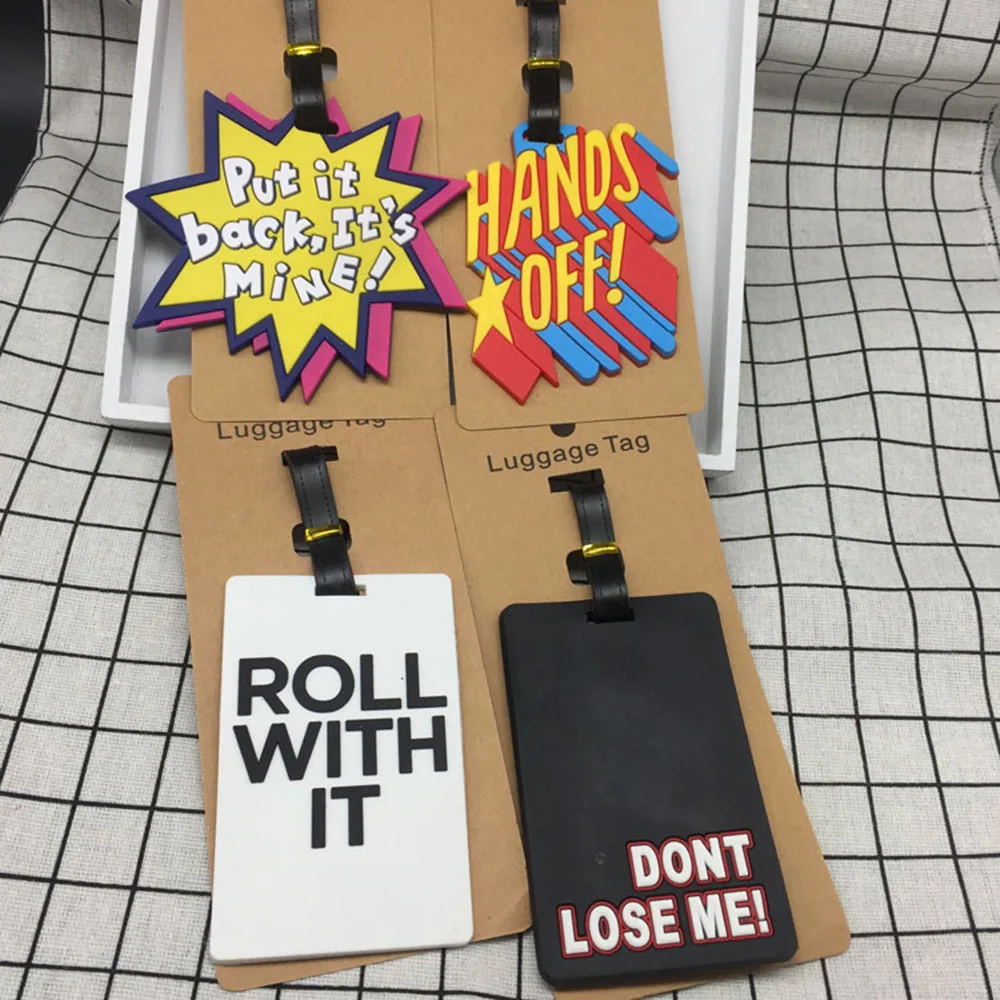 Put it
back, It's
MiNE!
HANDS
OFF!
Luggage Tag
Luggage Tag
ROLL
WITH
IT
DONT
LOSE ME!